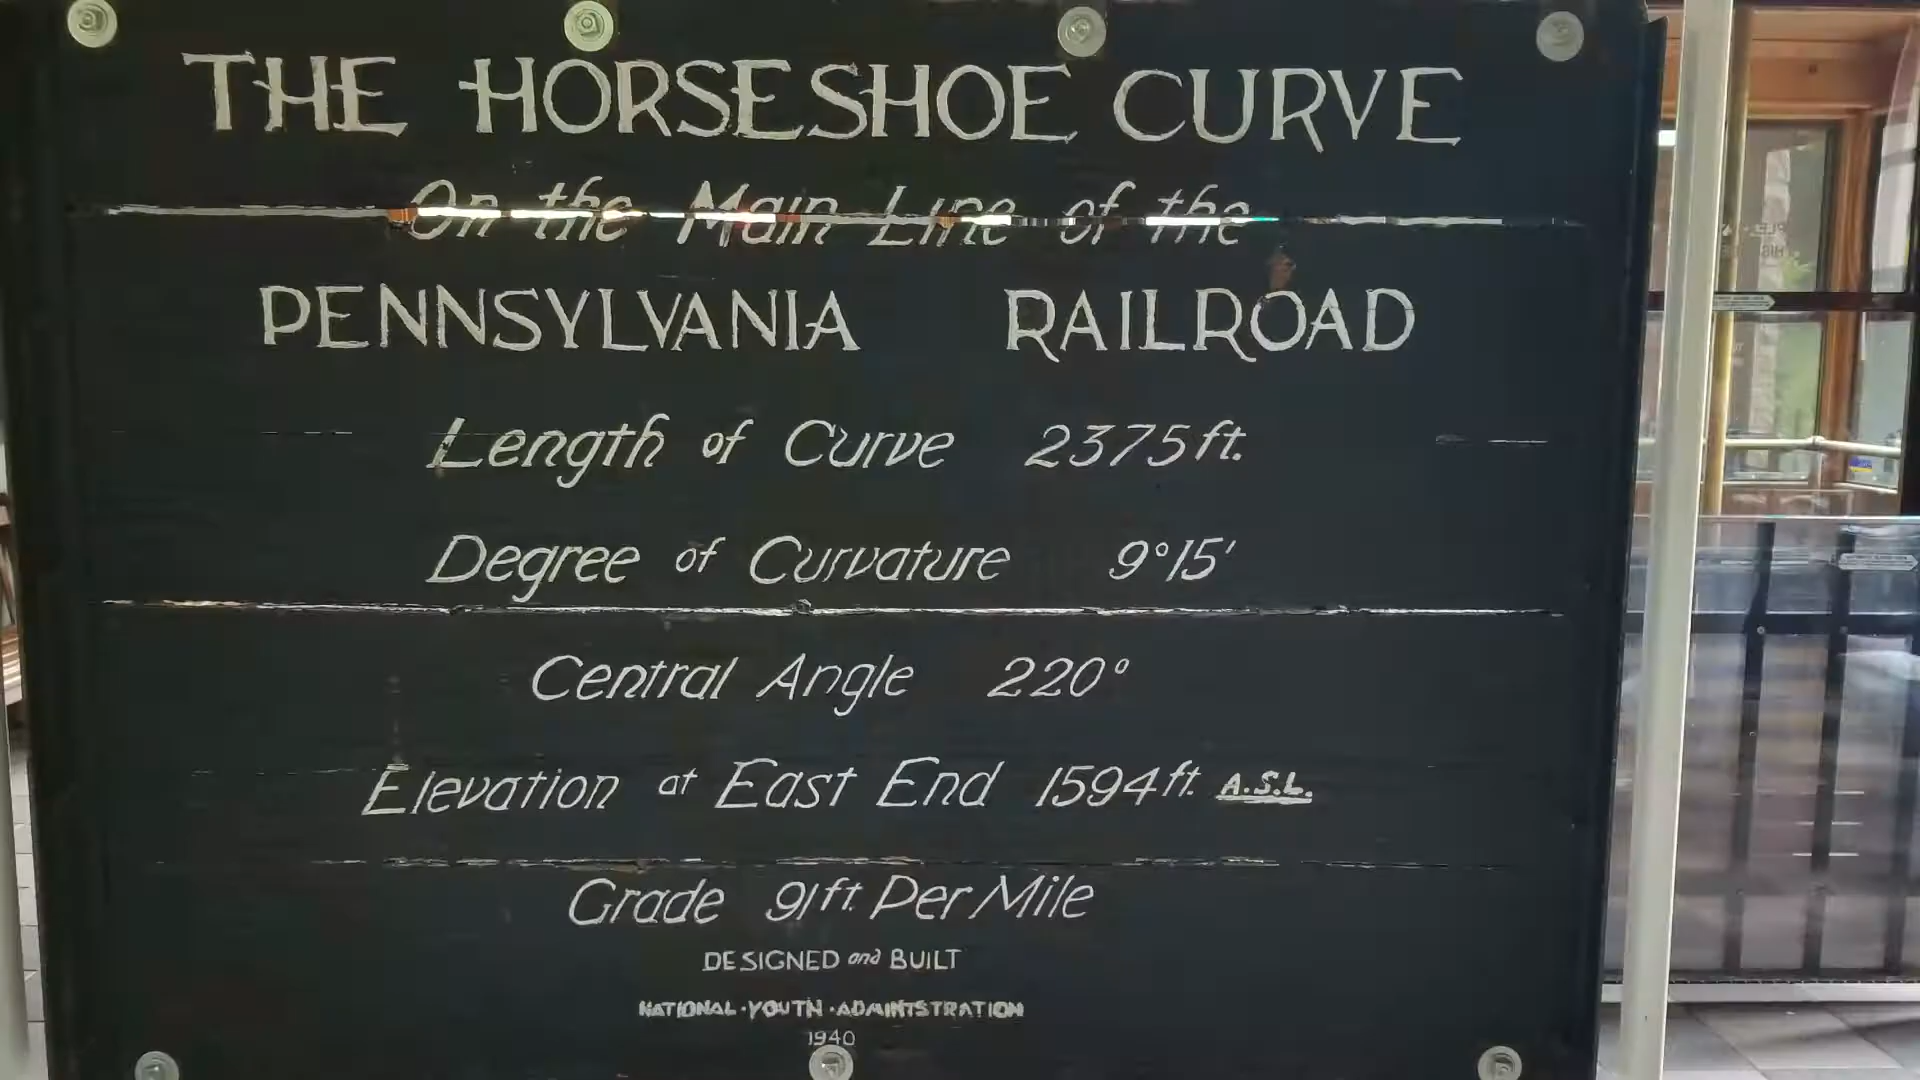 THE HORSESHOE CURVE
On the Main Line of the
PENNSYLVANIA RAILROAD
Length of Curve 2375 ft.
Degree of Curvature 9°15'
Central Angle 220°
Elevation at East End 1594 ft. A.S.L.
Grade 91 ft. Per Mile
DESIGNED and BUILT
NATIONAL·YOUTH·ADMINISTRATION
1940